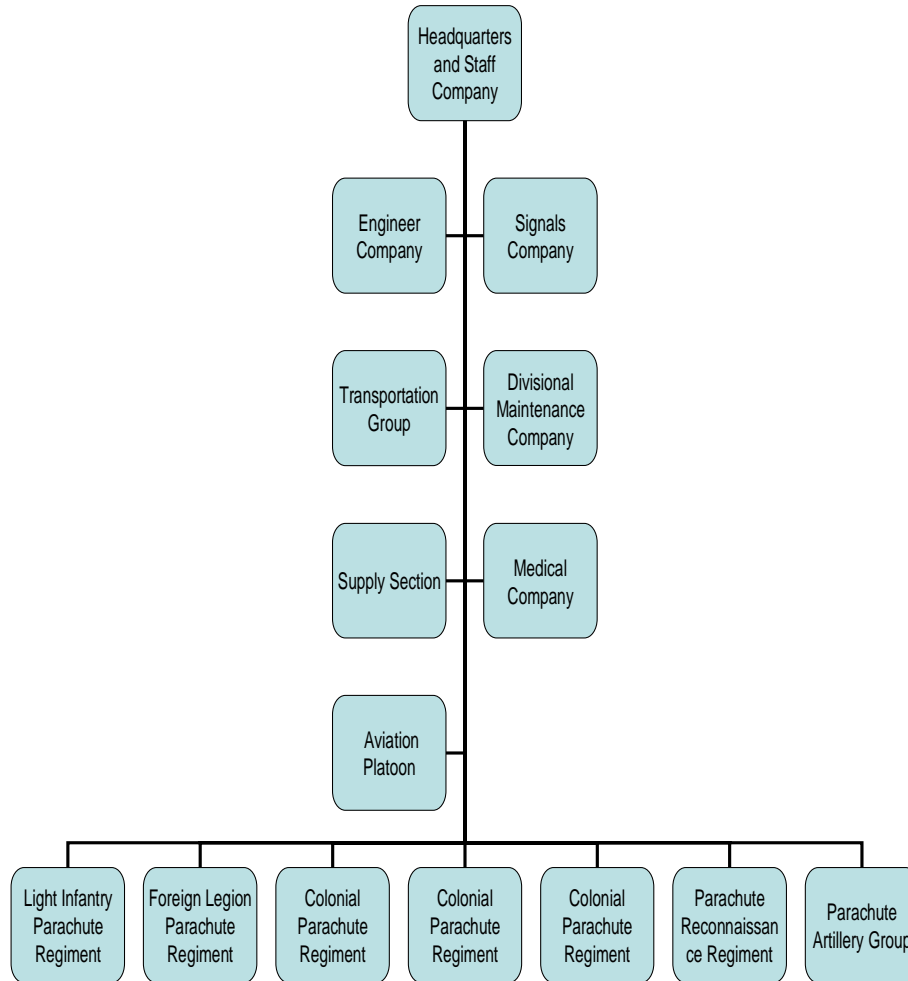 Headquarters
and Staff
Company
Engineer
Company
Signals
Company
Transportation
Group
Divisional
Maintenance
Company
Supply Section
Medical
Company
Aviation
Platoon
Light Infantry
Parachute
Regiment
Foreign Legion
Parachute
Regiment
Colonial
Parachute
Regiment
Colonial
Parachute
Regiment
Colonial
Parachute
Regiment
Parachute
Reconnaissan
ce Regiment
Parachute
Artillery Group